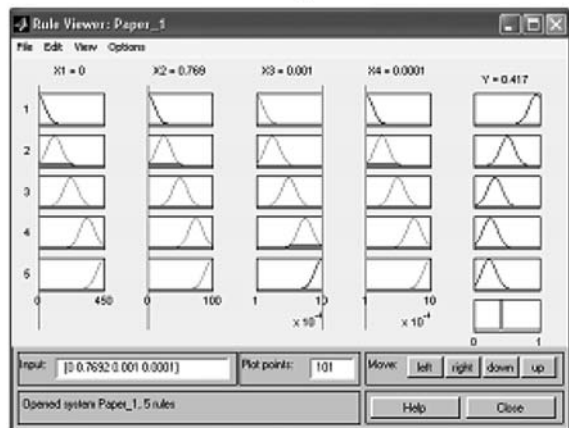 Rule Viewer: Paper_1
File Edit View Options
X1 = 0 X2 = 0.769 X3 = 0.001 X4 = 0.0001 Y = 0.417
1
2
3
4
5
0 450 0 100 1 10 1 10
x 10⁻⁴ x 10⁻⁴
0 1
Input: [0 0.7692 0.001 0.0001] Plot points: 101 Move: left right down up
Opened system Paper_1, 5 rules Help Close